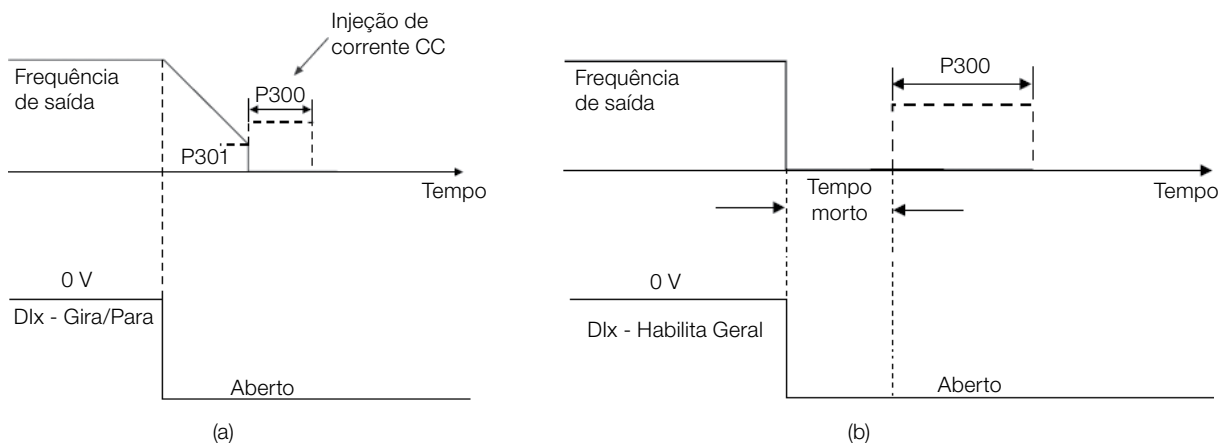 Injeção de
corrente CC
Frequência
de saída
P300
P301
Tempo
0 V
DIx - Gira/Para
Aberto
(a)
P300
Frequência
de saída
Tempo
morto
Tempo
0 V
DIx - Habilita Geral
Aberto
(b)